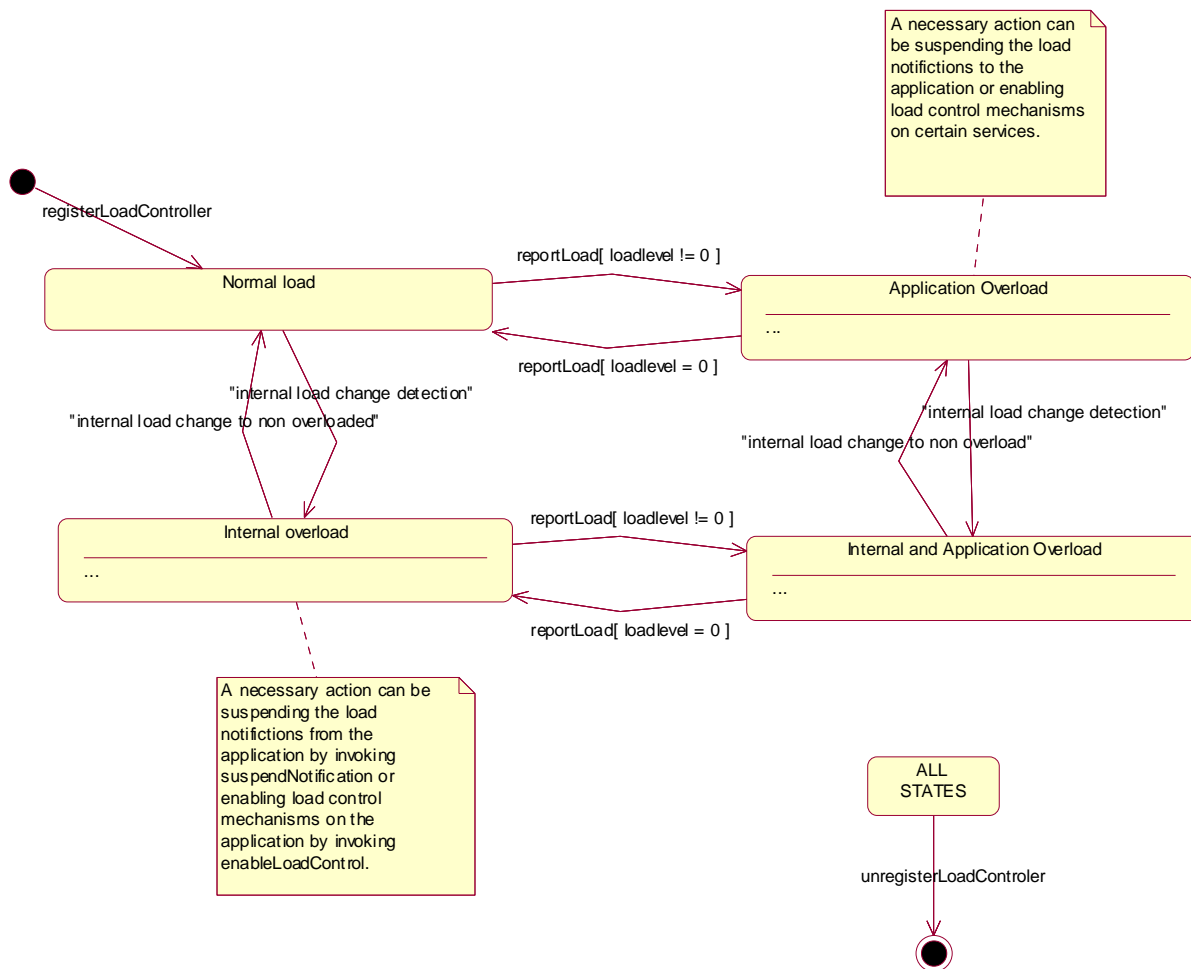 A necessary action can
be suspending the load
notifictions to the
application or enabling
load control mechanisms
on certain services.
registerLoadController
reportLoad[ loadlevel != 0 ]
Normal load
Application Overload
...
reportLoad[ loadlevel = 0 ]
"internal load change detection"
"internal load change to non overloaded"
"internal load change detection"
"internal load change to non overload"
reportLoad[ loadlevel != 0 ]
Internal overload
...
Internal and Application Overload
...
reportLoad[ loadlevel = 0 ]
A necessary action can be
suspending the load
notifictions from the
application by invoking
suspendNotification or
enabling load control
mechanisms on the
application by invoking
enableLoadControl.
ALL
STATES
unregisterLoadControler